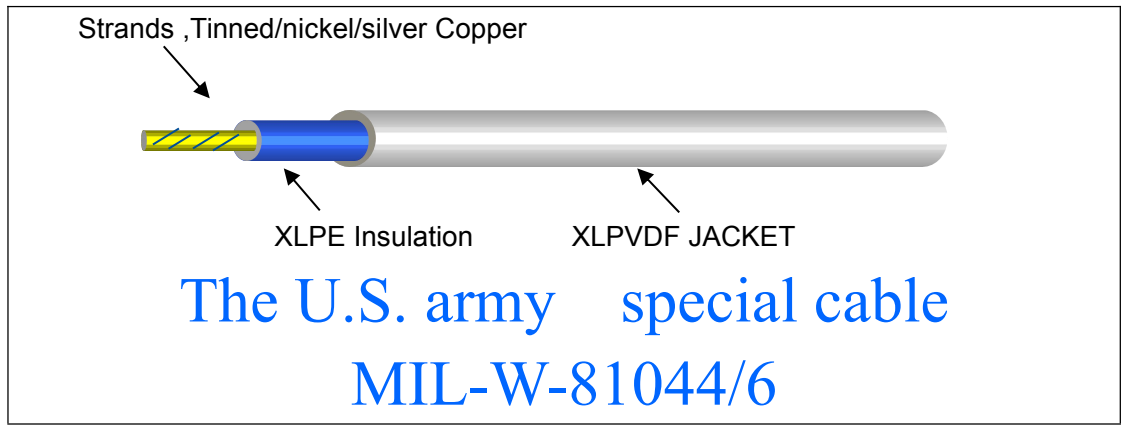 Strands ,Tinned/nickel/silver Copper
XLPE Insulation
XLPVDF JACKET
The U.S. army special cable
MIL-W-81044/6